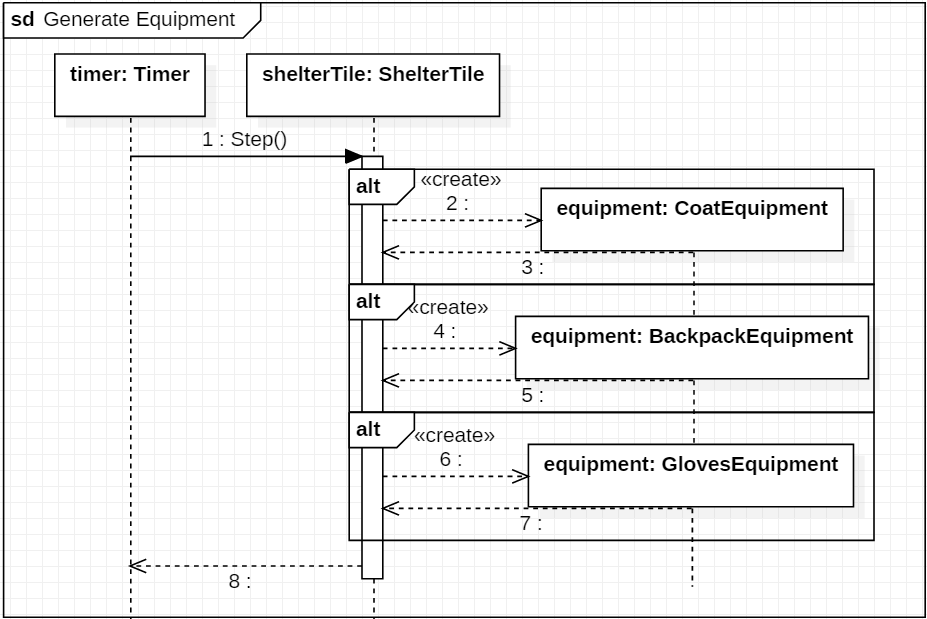 sd Generate Equipment
timer: Timer
shelterTile: ShelterTile
1 : Step()
alt
«create»
2 :
equipment: CoatEquipment
3 :
alt
«create»
4 :
equipment: BackpackEquipment
5 :
alt
«create»
6 :
equipment: GlovesEquipment
7 :
8 :